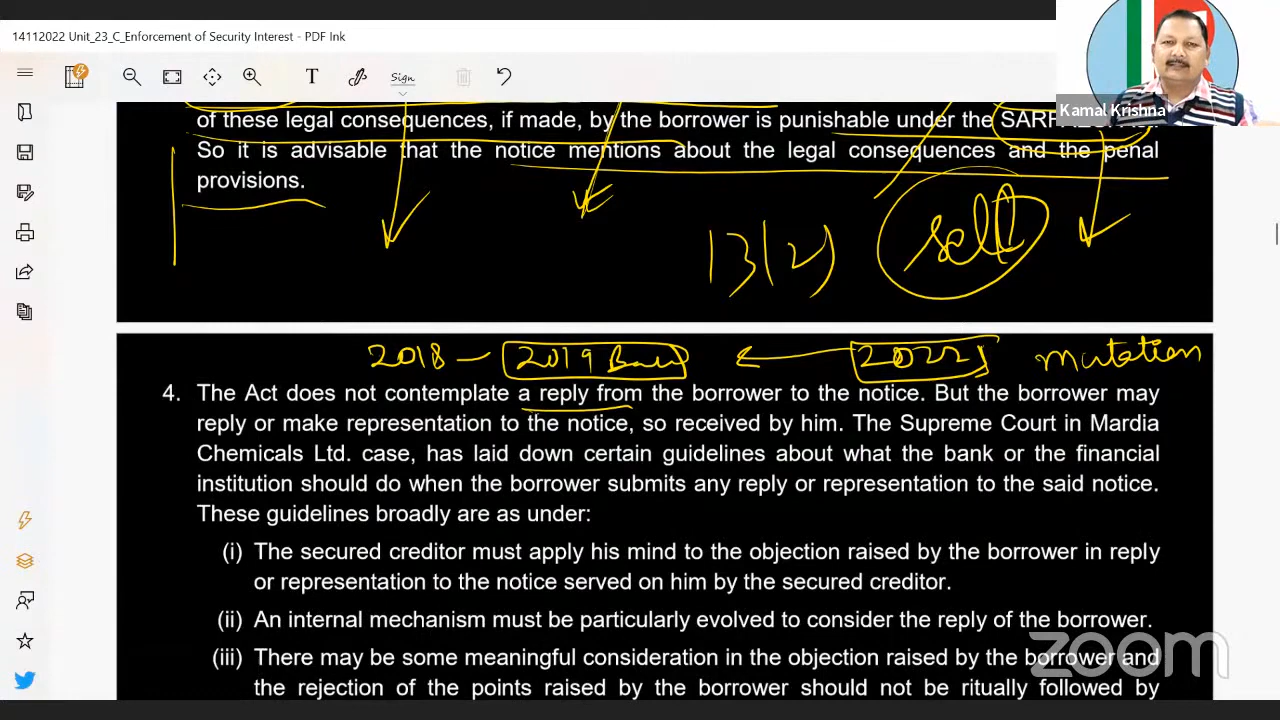 14112022 Unit_23_C_Enforcement of Security Interest - PDF Ink
T
Sign
Kamal Krishna
of these legal consequences, if made, by the borrower is punishable under the
So it is advisable that the notice mentions about the legal consequences and the penal
provisions.
13(2)
2018 - 2019 2022 mutation
4. The Act does not contemplate a reply from the borrower to the notice. But the borrower may
reply or make representation to the notice, so received by him. The Supreme Court in Mardia
Chemicals Ltd. case, has laid down certain guidelines about what the bank or the financial
institution should do when the borrower submits any reply or representation to the said notice.
These guidelines broadly are as under:
(i) The secured creditor must apply his mind to the objection raised by the borrower in reply
or representation to the notice served on him by the secured creditor.
(ii) An internal mechanism must be particularly evolved to consider the reply of the borrower.
(iii) There may be some meaningful consideration in the objection raised by the borrower and
the rejection of the points raised by the borrower should not be ritually followed by
zoom